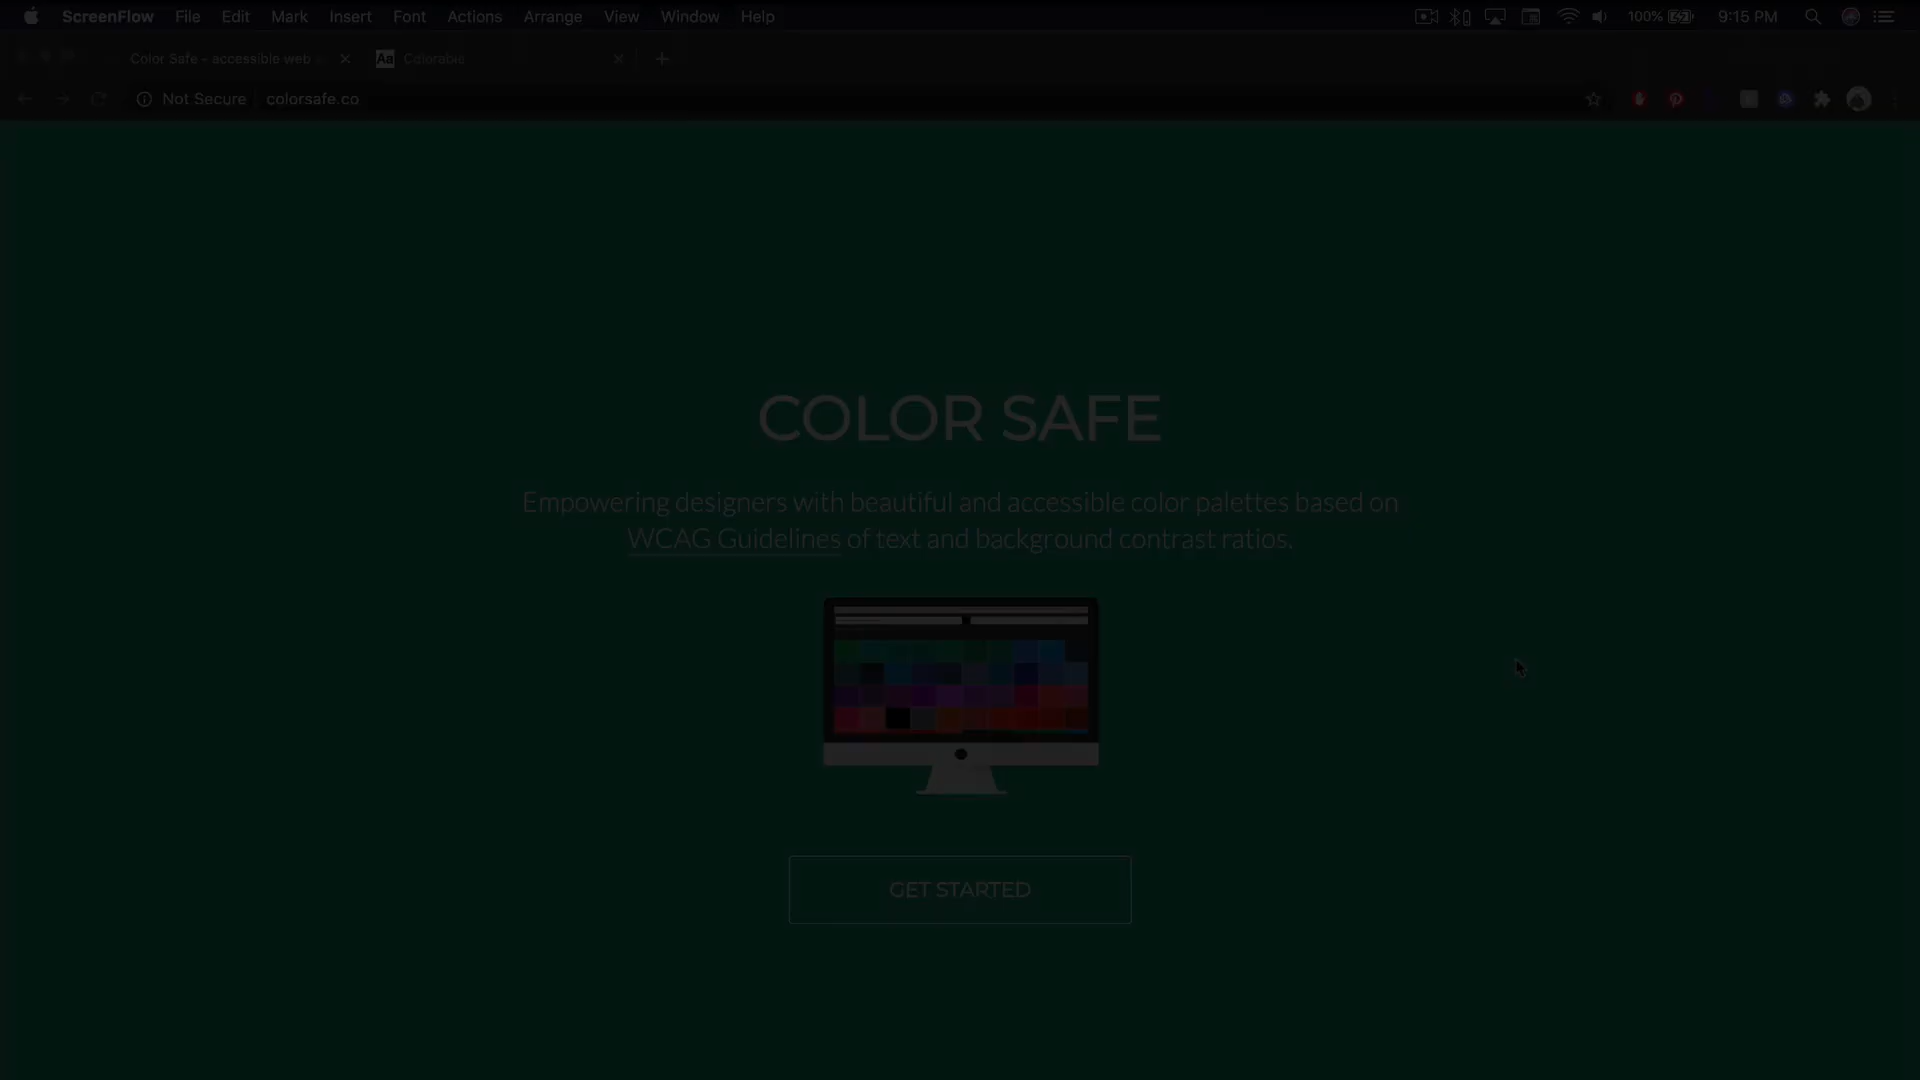 ScreenFlow File Edit Mark Insert Font Actions Arrange View Window Help 100% 9:15 PM
Color Safe - accessible web Aa Colorable
Not Secure colorsafe.co
COLOR SAFE
Empowering designers with beautiful and accessible color palettes based on
WCAG Guidelines of text and background contrast ratios.
GET STARTED